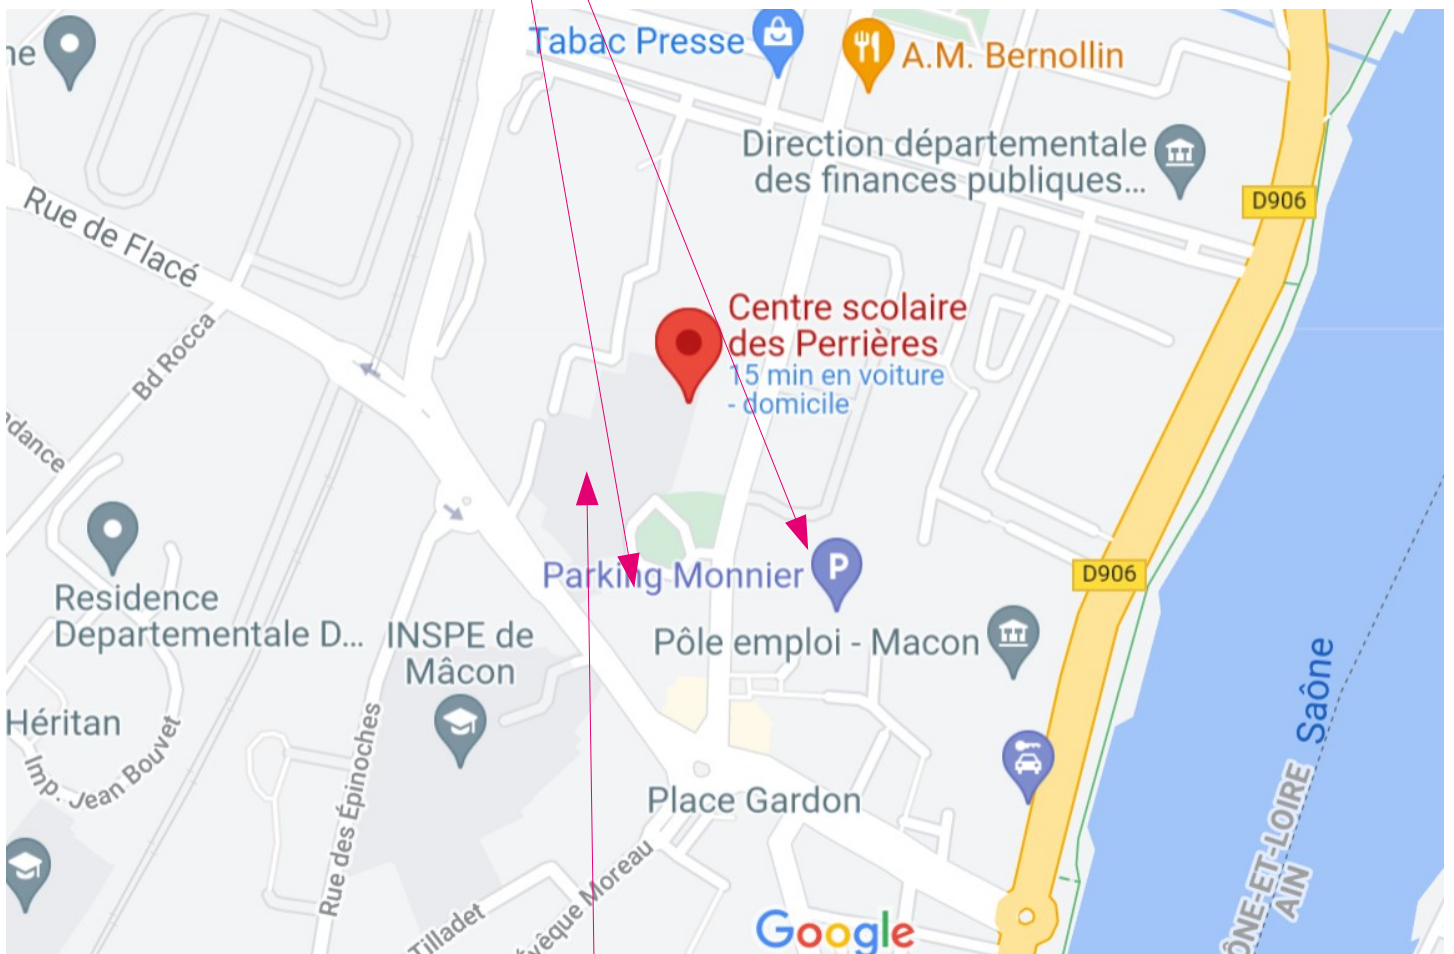 ne
Tabac Presse
A.M. Bernollin
Direction départementale
des finances publiques...
D906
Rue de Flacé
Bd Rocca
Centre scolaire
des Perrières
15 min en voiture
- domicile
dance
Parking Monnier
P
D906
Residence
Departementale D...
INSPE de
Mâcon
Pôle emploi - Macon
Saône
Héritan
Imp. Jean Bouvet
Rue des Épinoches
Place Gardon
ÔNE-ET-LOIRE
AIN
Tilladet
Évêque Moreau
Google